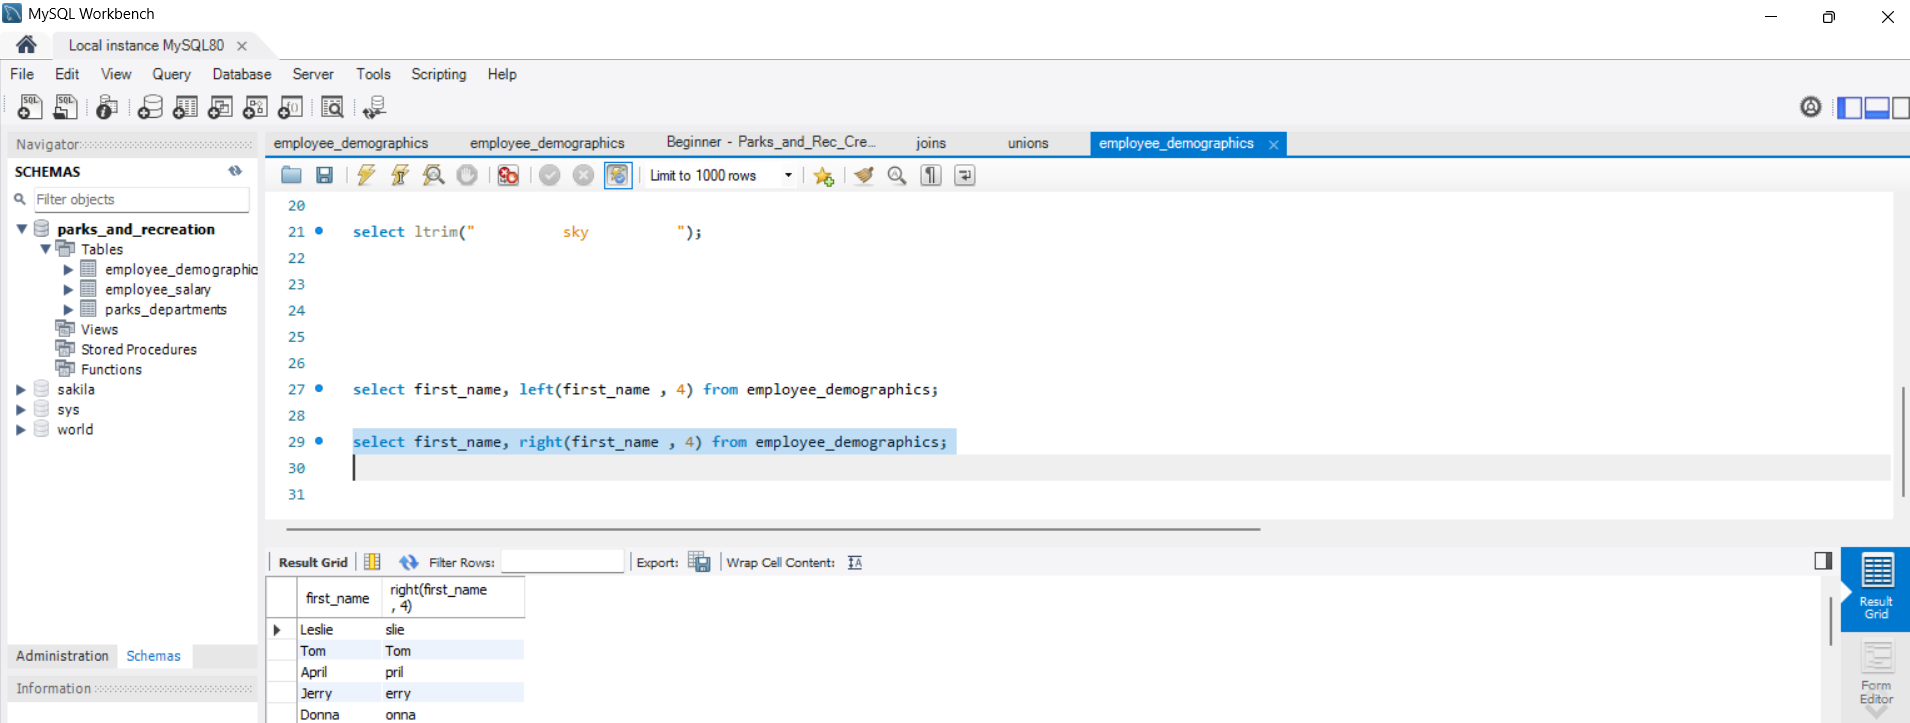 MySQL Workbench
Local instance MySQL80
File Edit View Query Database Server Tools Scripting Help
Navigator
SCHEMAS
Filter objects
parks_and_recreation
Tables
employee_demographic
employee_salary
parks_departments
Views
Stored Procedures
Functions
sakila
sys
world
Administration Schemas
Information
employee_demographics employee_demographics Beginner - Parks_and_Rec_Cre... joins unions employee_demographics
Limit to 1000 rows
20
21 select ltrim("          sky          ");
22
23
24
25
26
27 select first_name, left(first_name , 4) from employee_demographics;
28
29 select first_name, right(first_name , 4) from employee_demographics;
30
31
Result Grid Filter Rows: Export: Wrap Cell Content:
first_name right(first_name
, 4)
Leslie slie
Tom Tom
April pril
Jerry erry
Donna onna
Result
Grid
Form
Editor